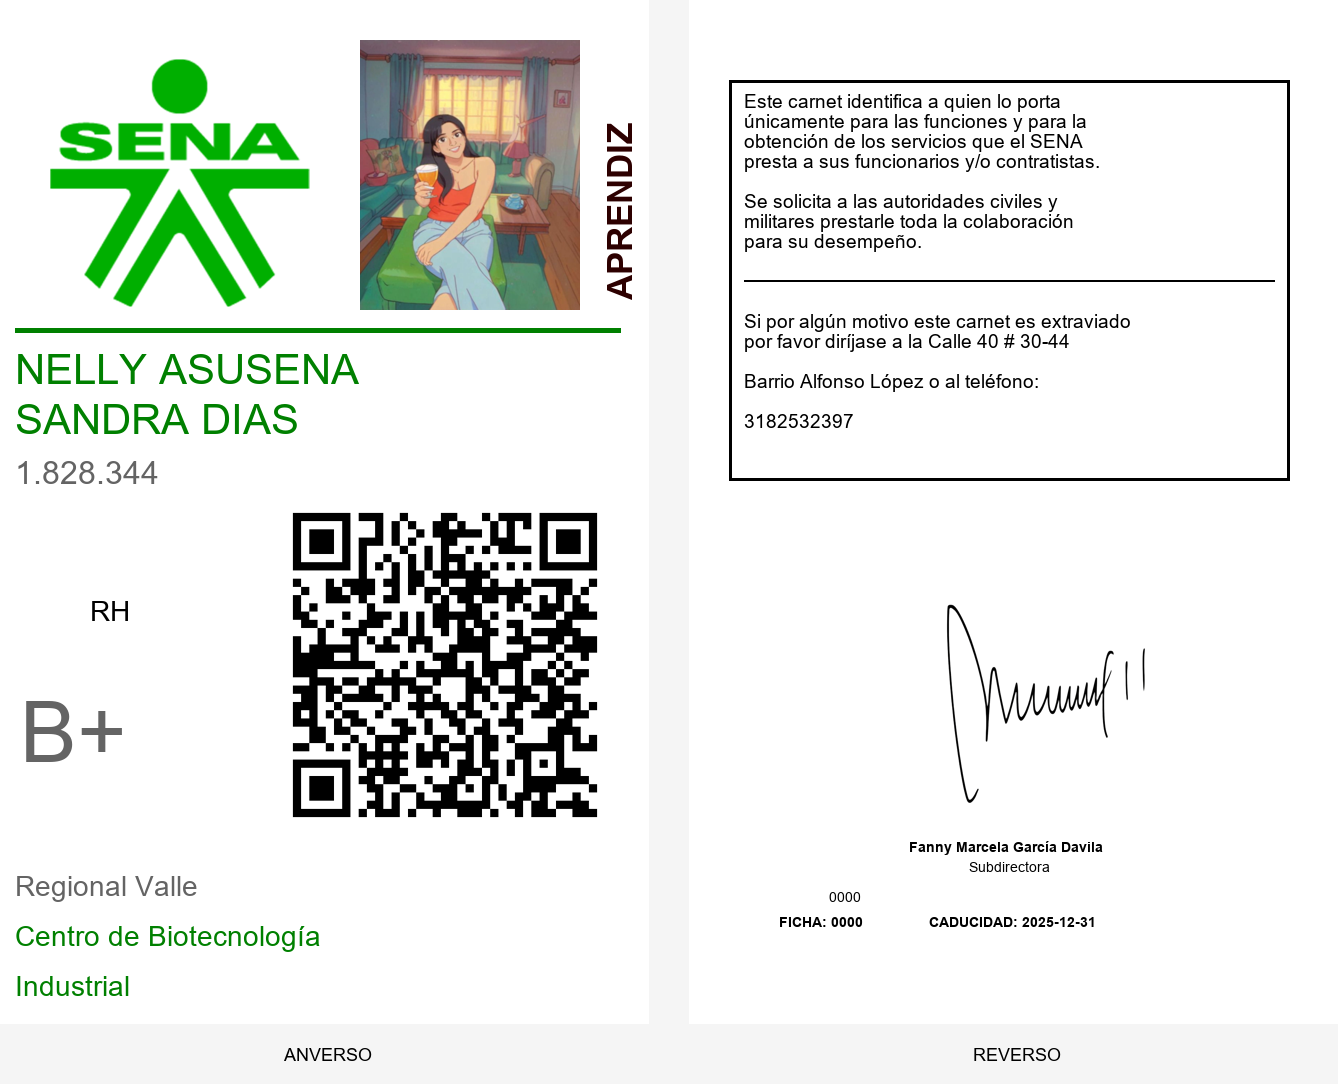 SENA
APRENDIZ
NELLY ASUSENA
SANDRA DIAS
1.828.344
RH
B+
Regional Valle
Centro de Biotecnología
Industrial
ANVERSO
Este carnet identifica a quien lo porta
únicamente para las funciones y para la
obtención de los servicios que el SENA
presta a sus funcionarios y/o contratistas.
Se solicita a las autoridades civiles y
militares prestarle toda la colaboración
para su desempeño.
Si por algún motivo este carnet es extraviado
por favor diríjase a la Calle 40 # 30-44
Barrio Alfonso López o al teléfono:
3182532397
Fanny Marcela García Davila
Subdirectora
0000
FICHA: 0000 CADUCIDAD: 2025-12-31
REVERSO